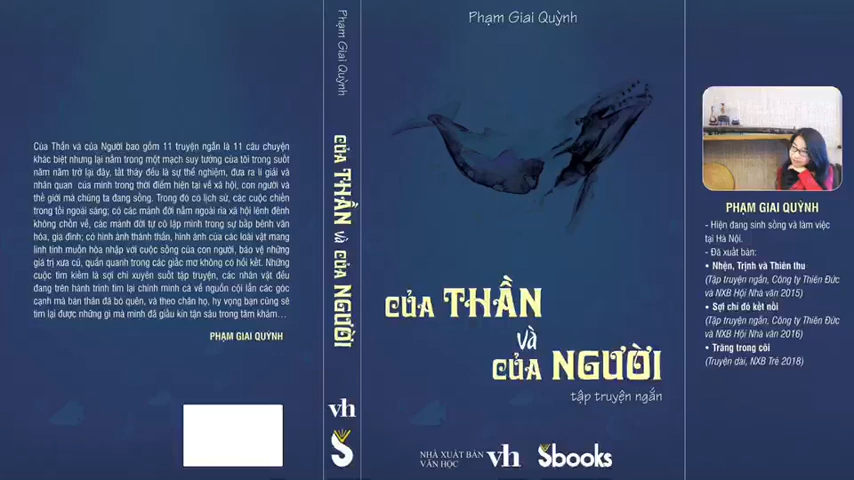 Của Thần và của Người bao gồm 11 truyện ngắn là 11 câu chuyện
khác biệt nhưng lại nằm trong một mạch suy tưởng của tôi trong suốt
năm năm trở lại đây, tất thảy đều là sự thể nghiệm, đưa ra lí giải và
nhân quan của mình trong thời điểm hiện tại về xã hội, con người và
thế giới mà chúng ta đang sống. Trong đó có lịch sử, các cuộc chiến
trong tối ngoài sáng; có các mảnh đời nằm ngoài rìa xã hội lênh đênh
không chốn về, các mảnh đời tự cô lập mình trong sự bấp bênh văn
hóa, gia đình; có hình ảnh thánh thần, hình ảnh của các loài vật mang
linh tính muốn hòa nhập với cuộc sống của con người, bảo vệ những
giá trị xưa cũ, quẩn quanh trong các giấc mơ không có hồi kết. Những
cuộc tìm kiếm là sợi chỉ xuyên suốt tập truyện, các nhân vật đều
đang trên hành trình tìm lại chính mình cả về nguồn cội lẫn các góc
cạnh mà bản thân đã bỏ quên, và theo chân họ, hy vọng bạn cũng sẽ
tìm lại được những gì mà mình đã giấu kín tận sâu trong tâm khảm...
PHẠM GIAI QUỲNH
Phạm Giai Quỳnh
CỦA THẦN và CỦA NGƯỜI
vh
S
Phạm Giai Quỳnh
CỦA THẦN
và
CỦA NGƯỜI
tập truyện ngắn
NHÀ XUẤT BẢN
VĂN HỌC
vh
Sbooks
PHẠM GIAI QUỲNH
- Hiện đang sinh sống và làm việc
tại Hà Nội.
- Đã xuất bản:
• Nhện, Trịnh và Thiên thu
(Tập truyện ngắn, Công ty Thiên Đức
và NXB Hội Nhà văn 2015)
• Sợi chỉ đỏ kết nối
(Tập truyện ngắn, Công ty Thiên Đức
và NXB Hội Nhà văn 2016)
• Trăng trong cõi
(Truyện dài, NXB Trẻ 2018)